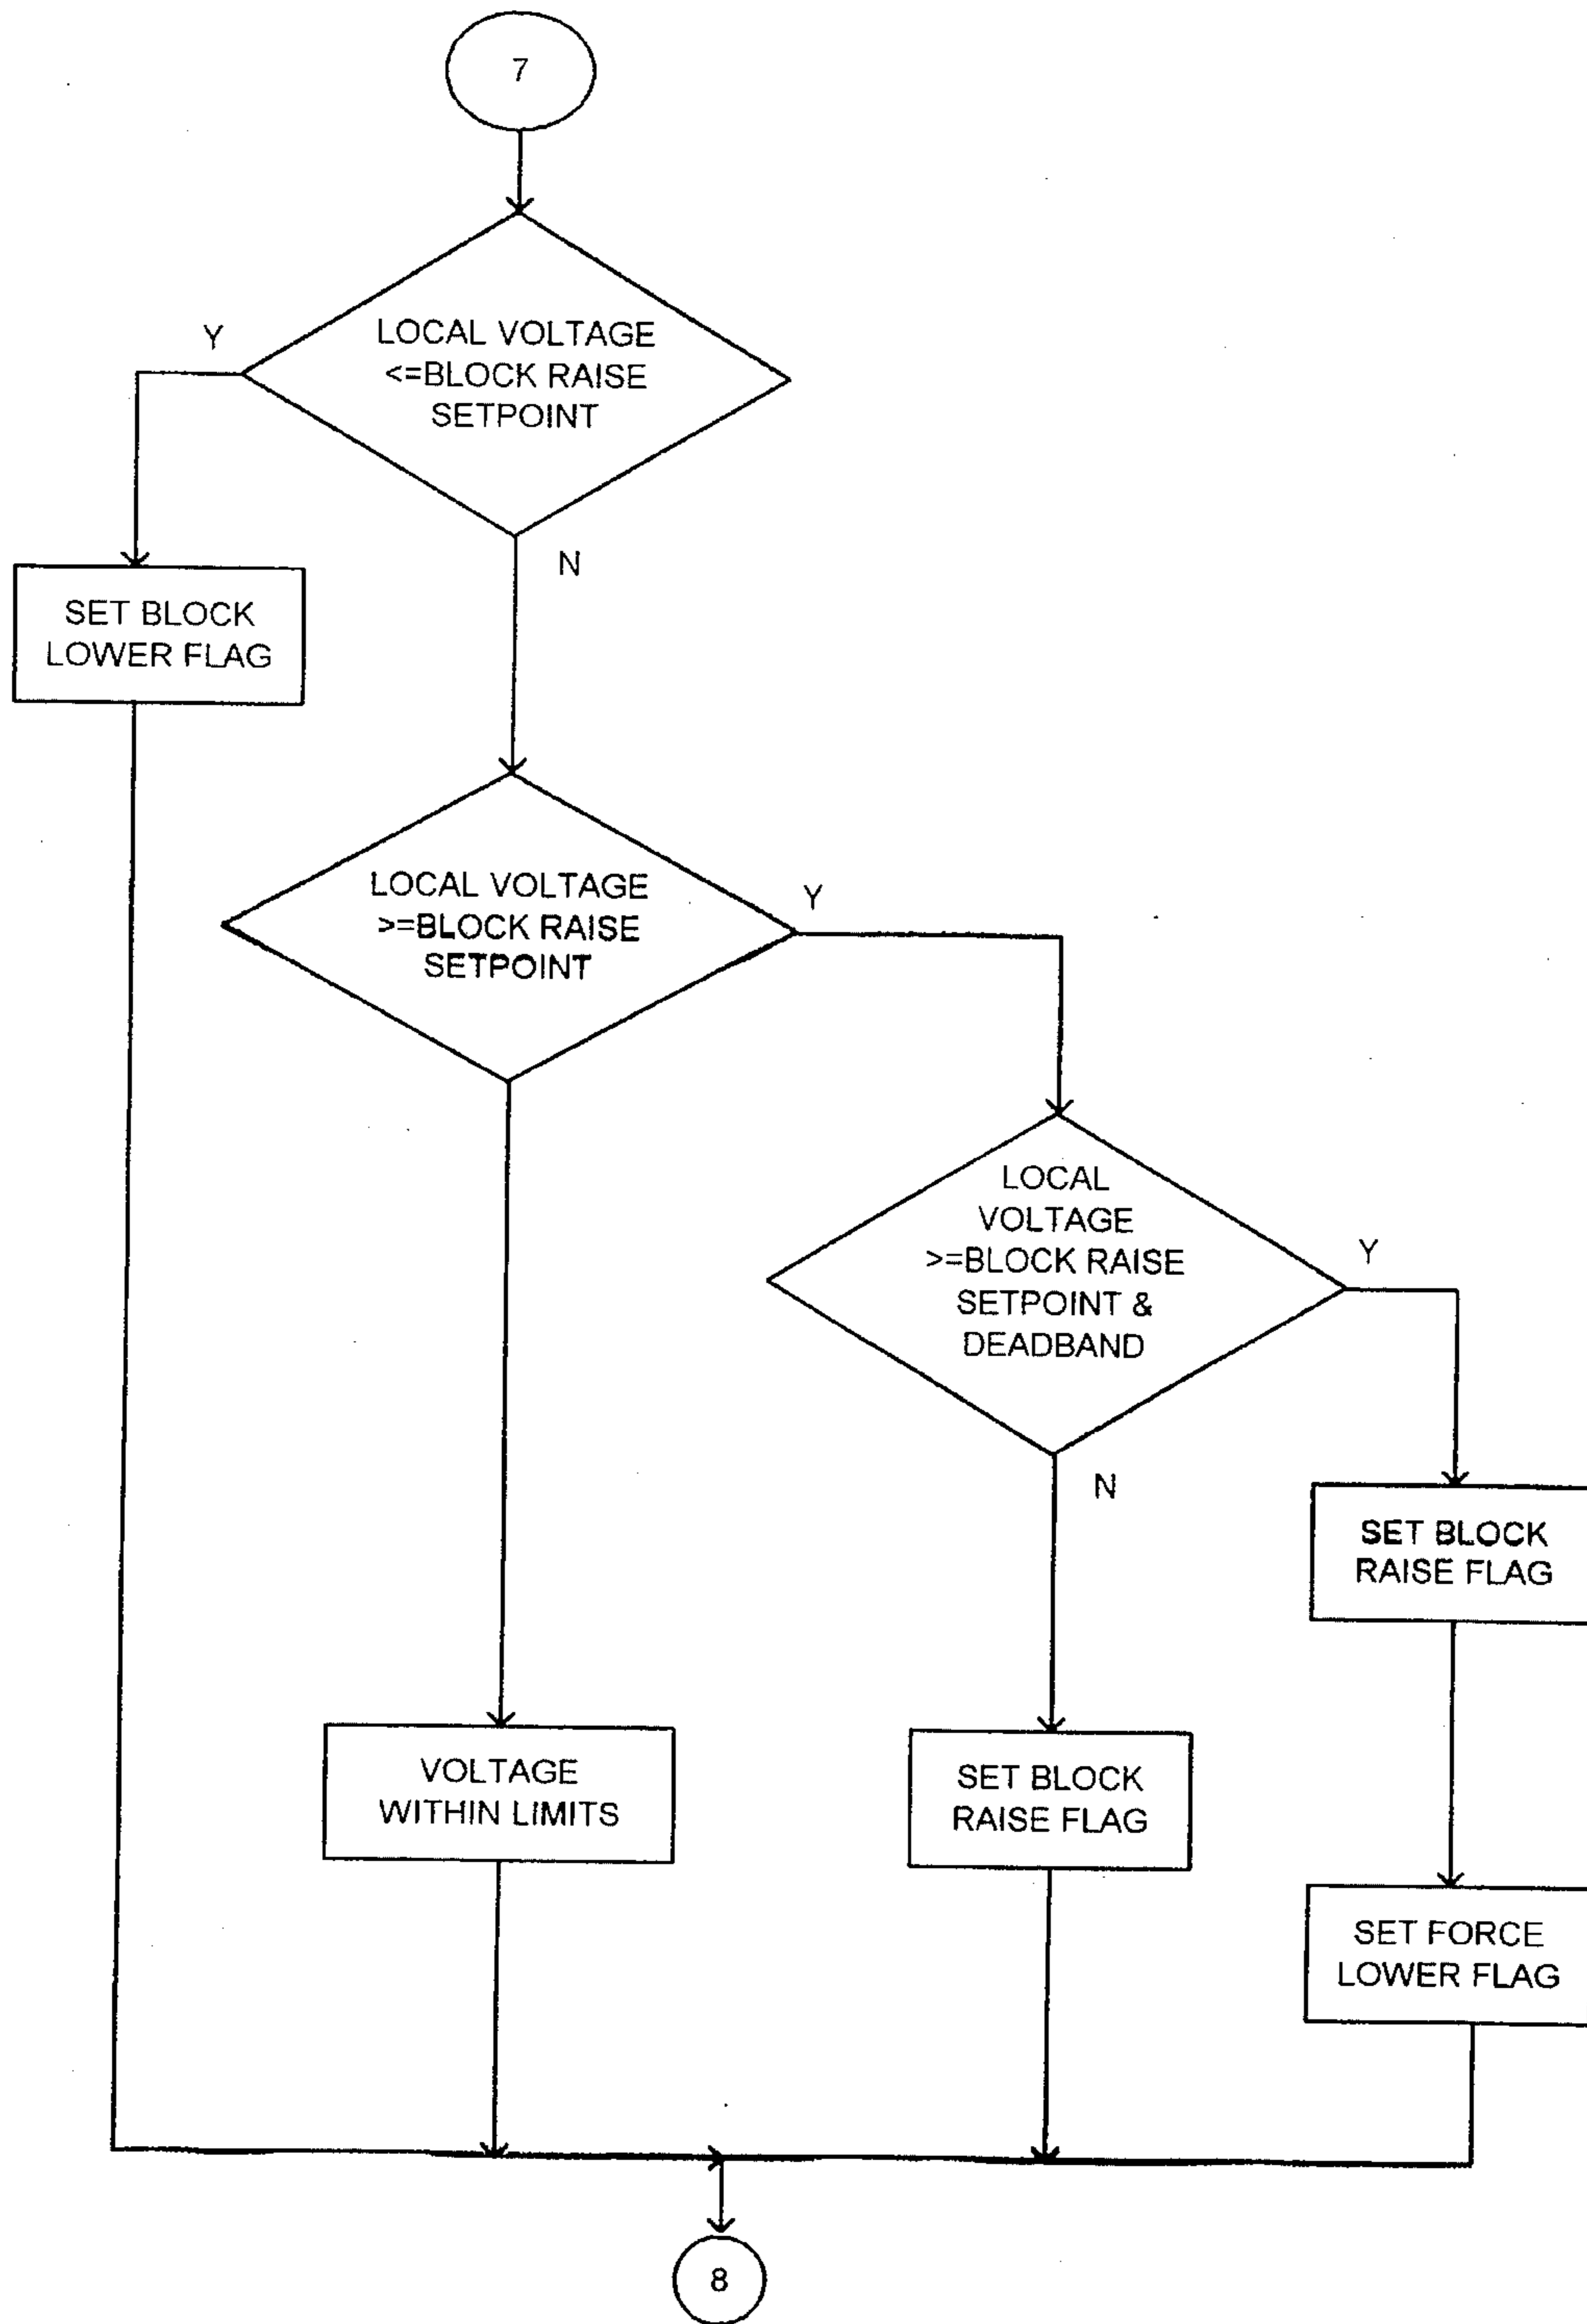 7
Y
LOCAL VOLTAGE
<=BLOCK RAISE
SETPOINT
N
SET BLOCK
LOWER FLAG
LOCAL VOLTAGE
>=BLOCK RAISE
SETPOINT
Y
LOCAL
VOLTAGE
>=BLOCK RAISE
SETPOINT &
DEADBAND
Y
N
SET BLOCK
RAISE FLAG
VOLTAGE
WITHIN LIMITS
SET BLOCK
RAISE FLAG
SET FORCE
LOWER FLAG
8